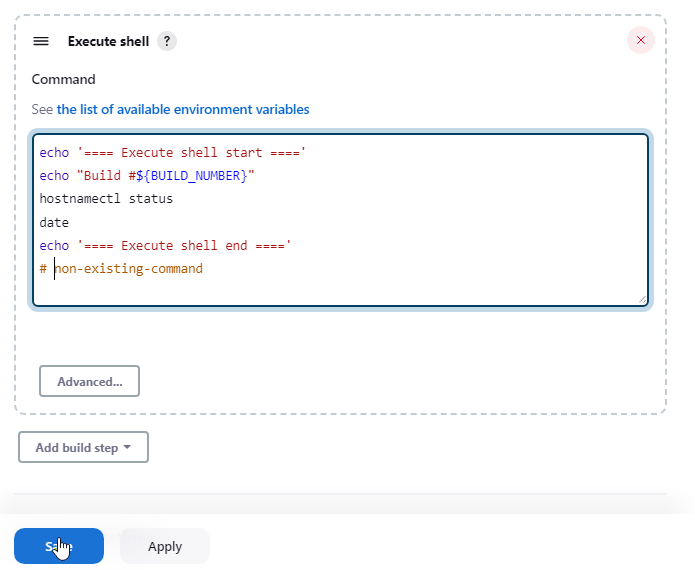 Execute shell ?
Command
See the list of available environment variables
echo '==== Execute shell start ===='
echo "Build #${BUILD_NUMBER}"
hostnamectl status
date
echo '==== Execute shell end ===='
# non-existing-command
Advanced...
Add build step
Save Apply